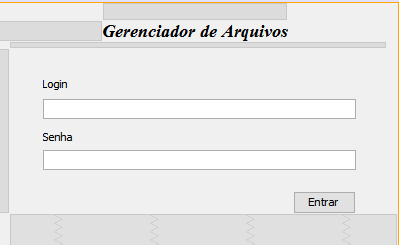 Gerenciador de Arquivos
Login
Senha
Entrar